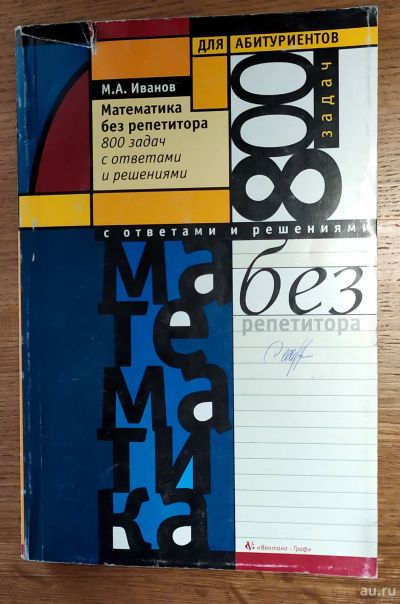 ДЛЯ АБИТУРИЕНТОВ
М.А. Иванов
Математика
без репетитора
800 задач
с ответами
и решениями
800
задач
с ответами и решениями
ма
те
ма
ти
ка
без
репетитора
«Вентана - Граф»
au.ru